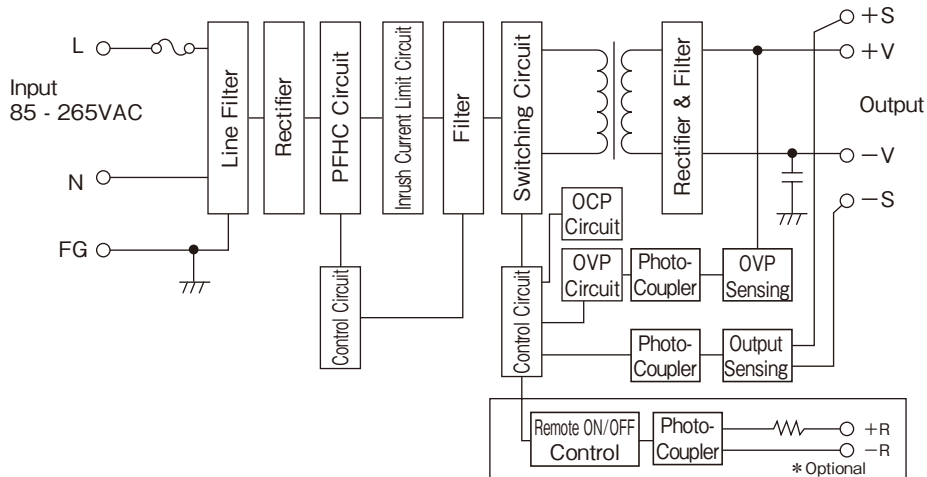 L
Input
85 - 265VAC
N
FG
Line Filter
Rectifier
PFHC Circuit
Inrush Current Limit Circuit
Filter
Switching Circuit
Rectifier & Filter
+S
+V
Output
−V
−S
Control Circuit
Control Circuit
OCP
Circuit
OVP
Circuit
Photo-
Coupler
OVP
Sensing
Photo-
Coupler
Output
Sensing
Remote ON/OFF
Control
Photo-
Coupler
+R
−R
*Optional